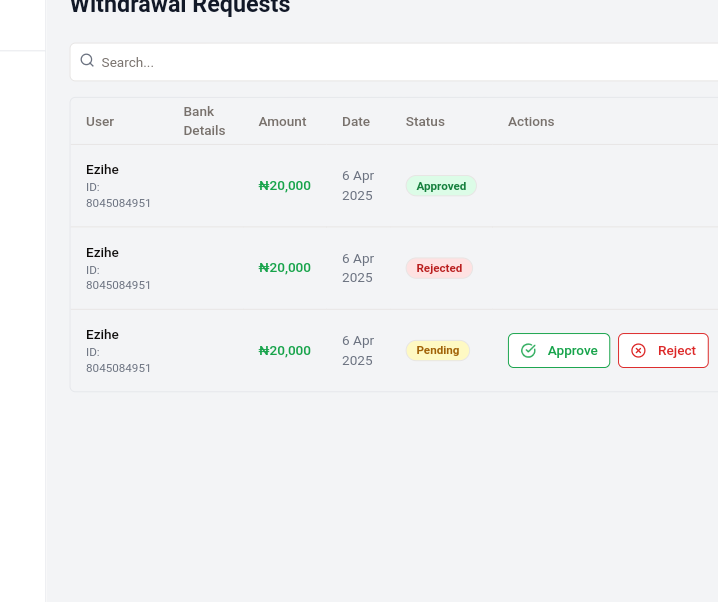 Withdrawal Requests
Search...
User
Bank
Details
Amount
Date
Status
Actions
Ezihe
ID:
8045084951
₦20,000
6 Apr
2025
Approved
Ezihe
ID:
8045084951
₦20,000
6 Apr
2025
Rejected
Ezihe
ID:
8045084951
₦20,000
6 Apr
2025
Pending
Approve
Reject